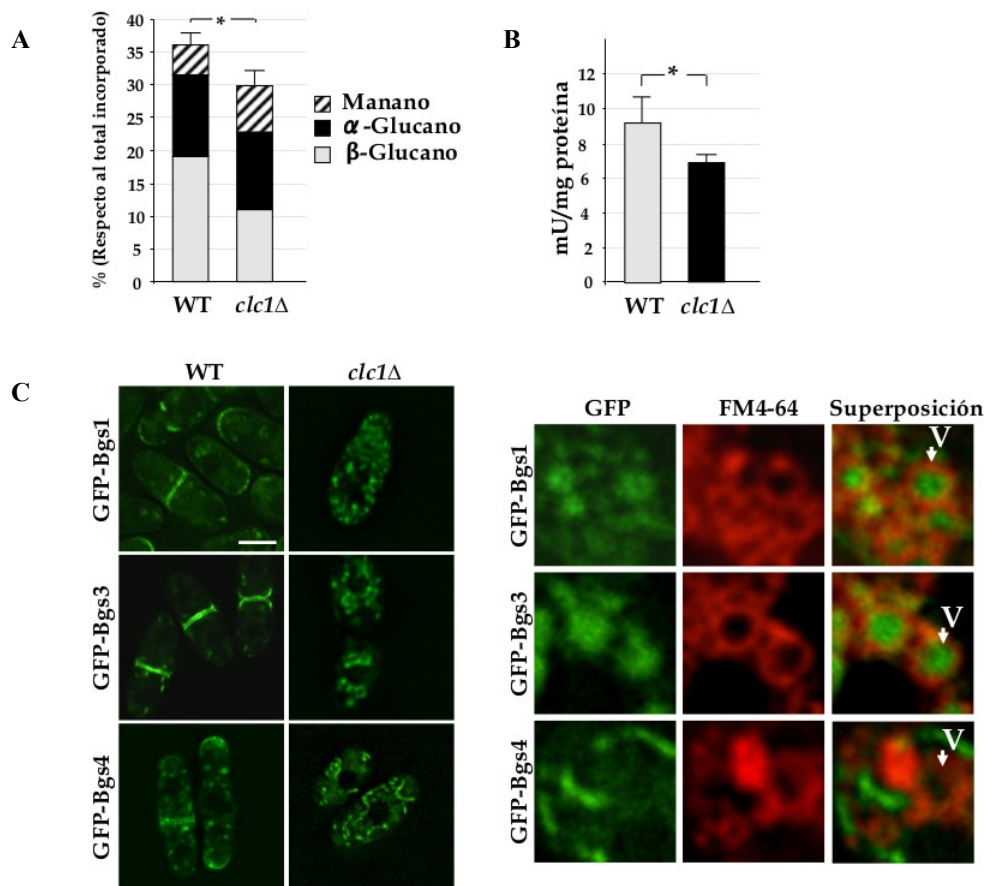 A
% (Respecto al total incorporado)
40
35
30
25
20
15
10
5
0
*
WT
clc1Δ
Manano
α-Glucano
β-Glucano
B
mU/mg proteína
12
10
8
6
4
2
0
*
WT
clc1Δ
C
WT
clc1Δ
GFP-Bgs1
GFP-Bgs3
GFP-Bgs4
GFP
FM4-64
Superposición
GFP-Bgs1
V
GFP-Bgs3
V
GFP-Bgs4
V